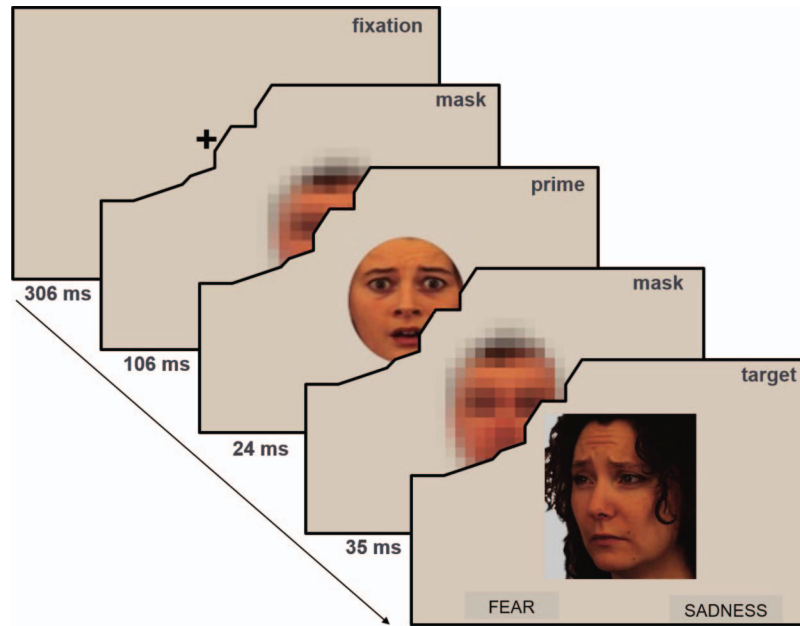 fixation
+
mask
prime
mask
target
306 ms
106 ms
24 ms
35 ms
FEAR
SADNESS